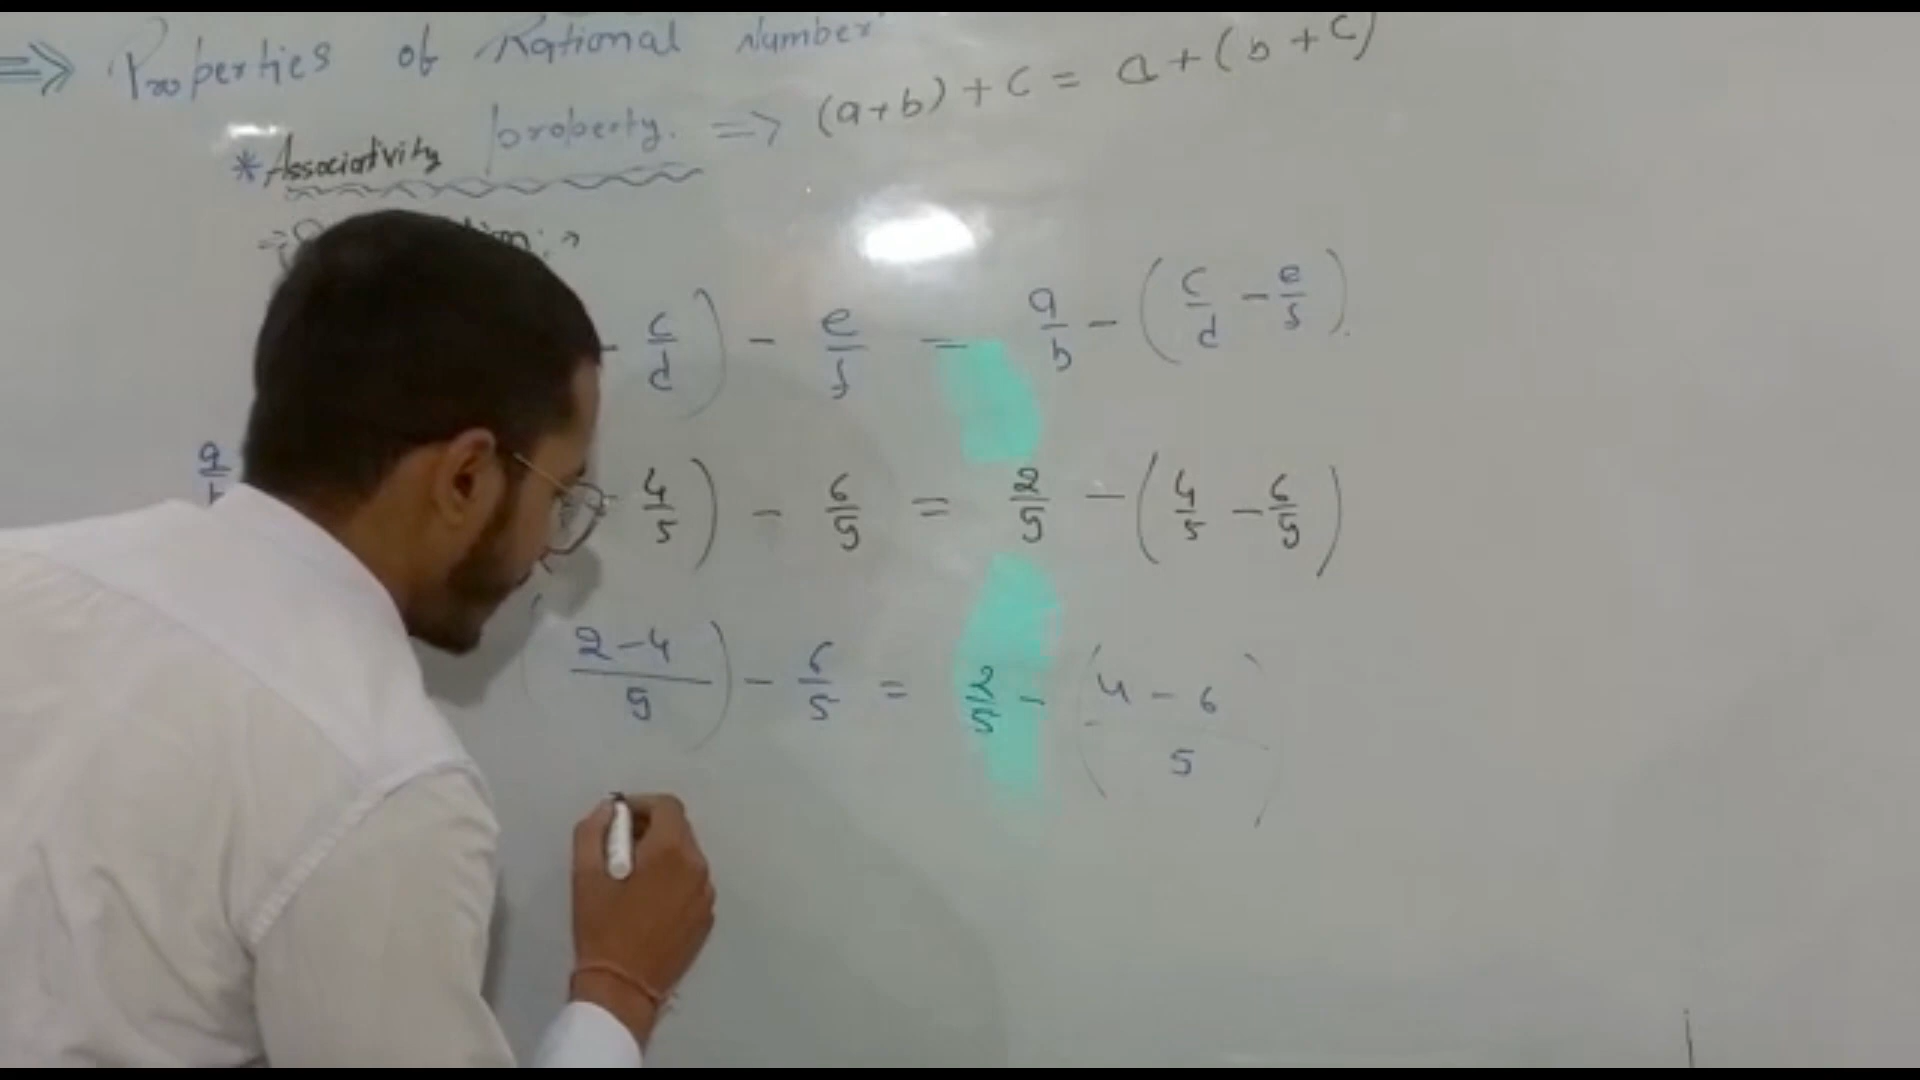 => Properties of Rational Number
* Associativity property. => (a+b) + c = a + (b + c)
c/d ) - e/f = a/b - ( c/d - e/f ).
a/b
- 4/5 ) - 6/5 = 2/5 - ( 4/5 - 6/5 )
( 2-4/5 ) - 6/5 = 2/5 - ( 4 - 6/5 )